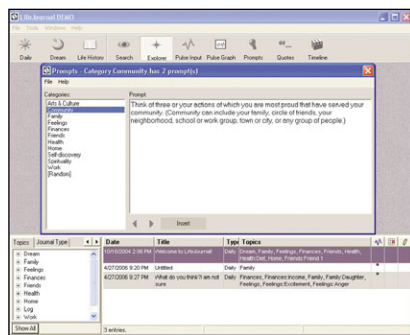 LifeJournal DEMO
File Tools Windows Help
Daily Dream Life History Search Explorer Pulse Input Pulse Graph Prompts Quotes Timeline
Prompts - Category Community has 2 prompt(s)
File Help
Categories: Prompt:
Arts & Culture
Community
Family
Feelings
Finances
Friends
Health
Home
Self-discovery
Spirituality
Work
[Random]
Think of three or your actions of which you are most proud that have served your
community. (Community can include your family, circle of friends, your
neighborhood, school or work group, town or city, or any group of people.)
Insert
Topics Journal Type
Dream
Family
Feelings
Finances
Friends
Health
Home
Log
Work
Show All
Date Title Type Topics
10/19/2004 2:06 PM Welcome to LifeJournal! Daily Dream, Family, Feelings, Finances, Friends, Health,
Health:Diet, Home, Friends:Friend 1
4/27/2006 9:20 PM Untitled Daily Family
4/27/2006 9:27 PM What do you think?I am not
sure
Daily Finances, Finances:Income, Family, Family:Daughter,
Feelings, Feelings:Excitement, Feelings:Anger
3 entries.